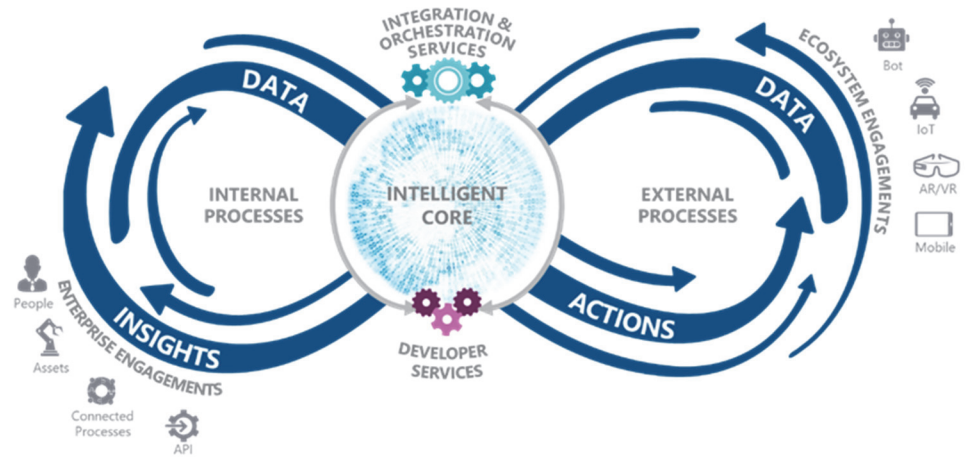 INTEGRATION &
ORCHESTRATION
SERVICES
DATA
INTERNAL
PROCESSES
INTELLIGENT
CORE
INSIGHTS
ENTERPRISE ENGAGEMENTS
People
Assets
Connected
Processes
API
DEVELOPER
SERVICES
EXTERNAL
PROCESSES
DATA
ACTIONS
ECOSYSTEM ENGAGEMENTS
Bot
IoT
AR/VR
Mobile